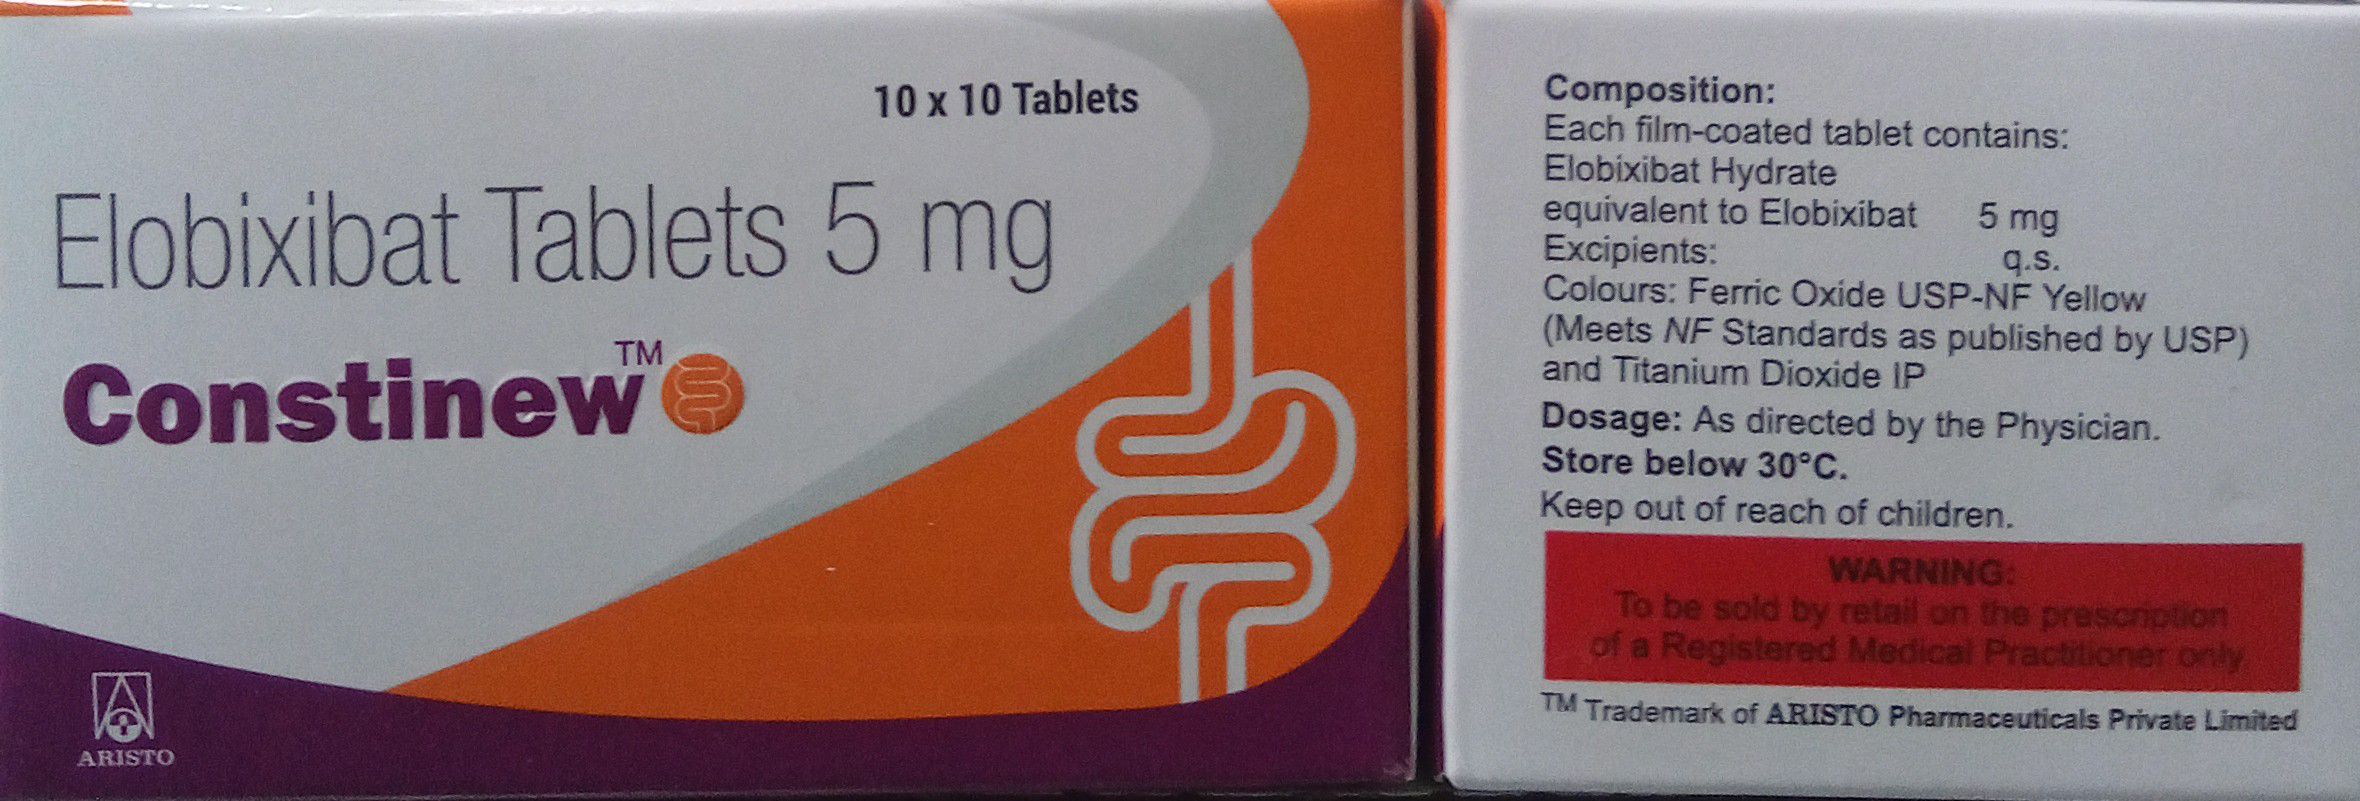 10 x 10 Tablets
Elobixibat Tablets 5 mg
Constinew™
ARISTO
Composition:
Each film-coated tablet contains:
Elobixibat Hydrate
equivalent to Elobixibat 5 mg
Excipients: q.s.
Colours: Ferric Oxide USP-NF Yellow
(Meets NF Standards as published by USP)
and Titanium Dioxide IP
Dosage: As directed by the Physician.
Store below 30°C.
Keep out of reach of children.
WARNING:
To be sold by retail on the prescription
of a Registered Medical Practitioner only.
™ Trademark of ARISTO Pharmaceuticals Private Limited